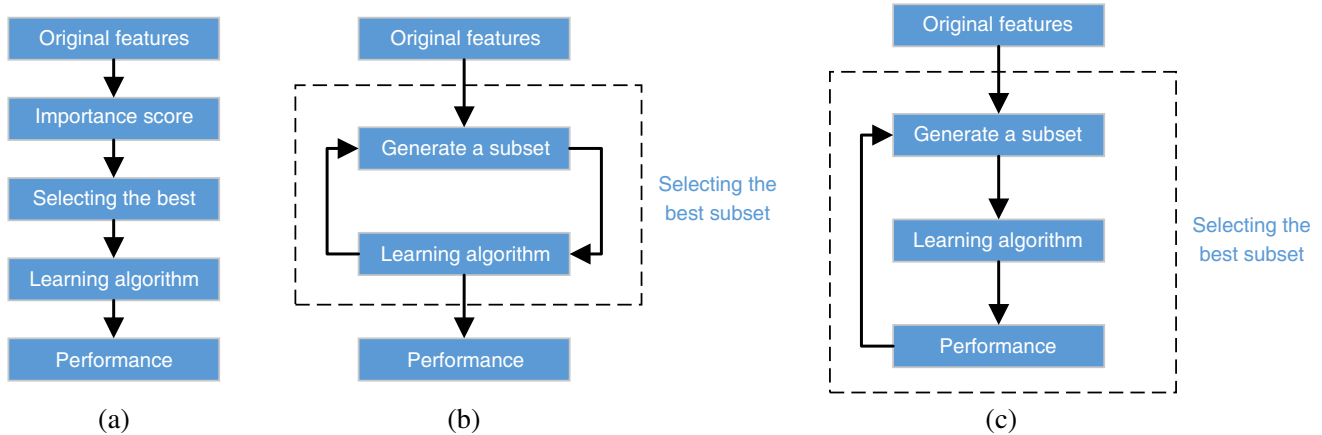 Original features
Importance score
Selecting the best
Learning algorithm
Performance
(a)
Original features
Generate a subset
Learning algorithm
Selecting the
best subset
Performance
(b)
Original features
Generate a subset
Learning algorithm
Performance
Selecting the
best subset
(c)